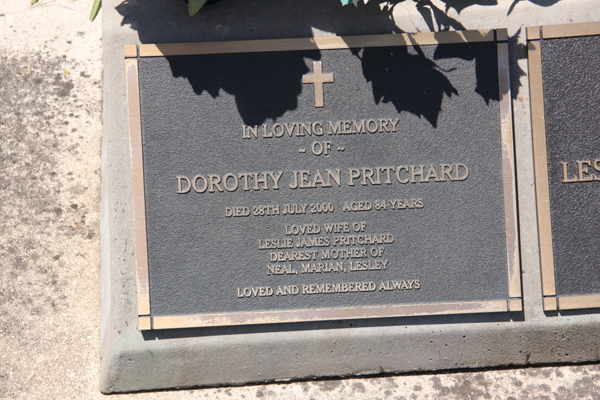 IN LOVING MEMORY
~ OF ~
DOROTHY JEAN PRITCHARD
DIED 28TH JULY 2000 AGED 84-YEARS
LOVED WIFE OF
LESLIE JAMES PRITCHARD
DEAREST MOTHER OF
NEAL, MARIAN, LESLEY
LOVED AND REMEMBERED ALWAYS